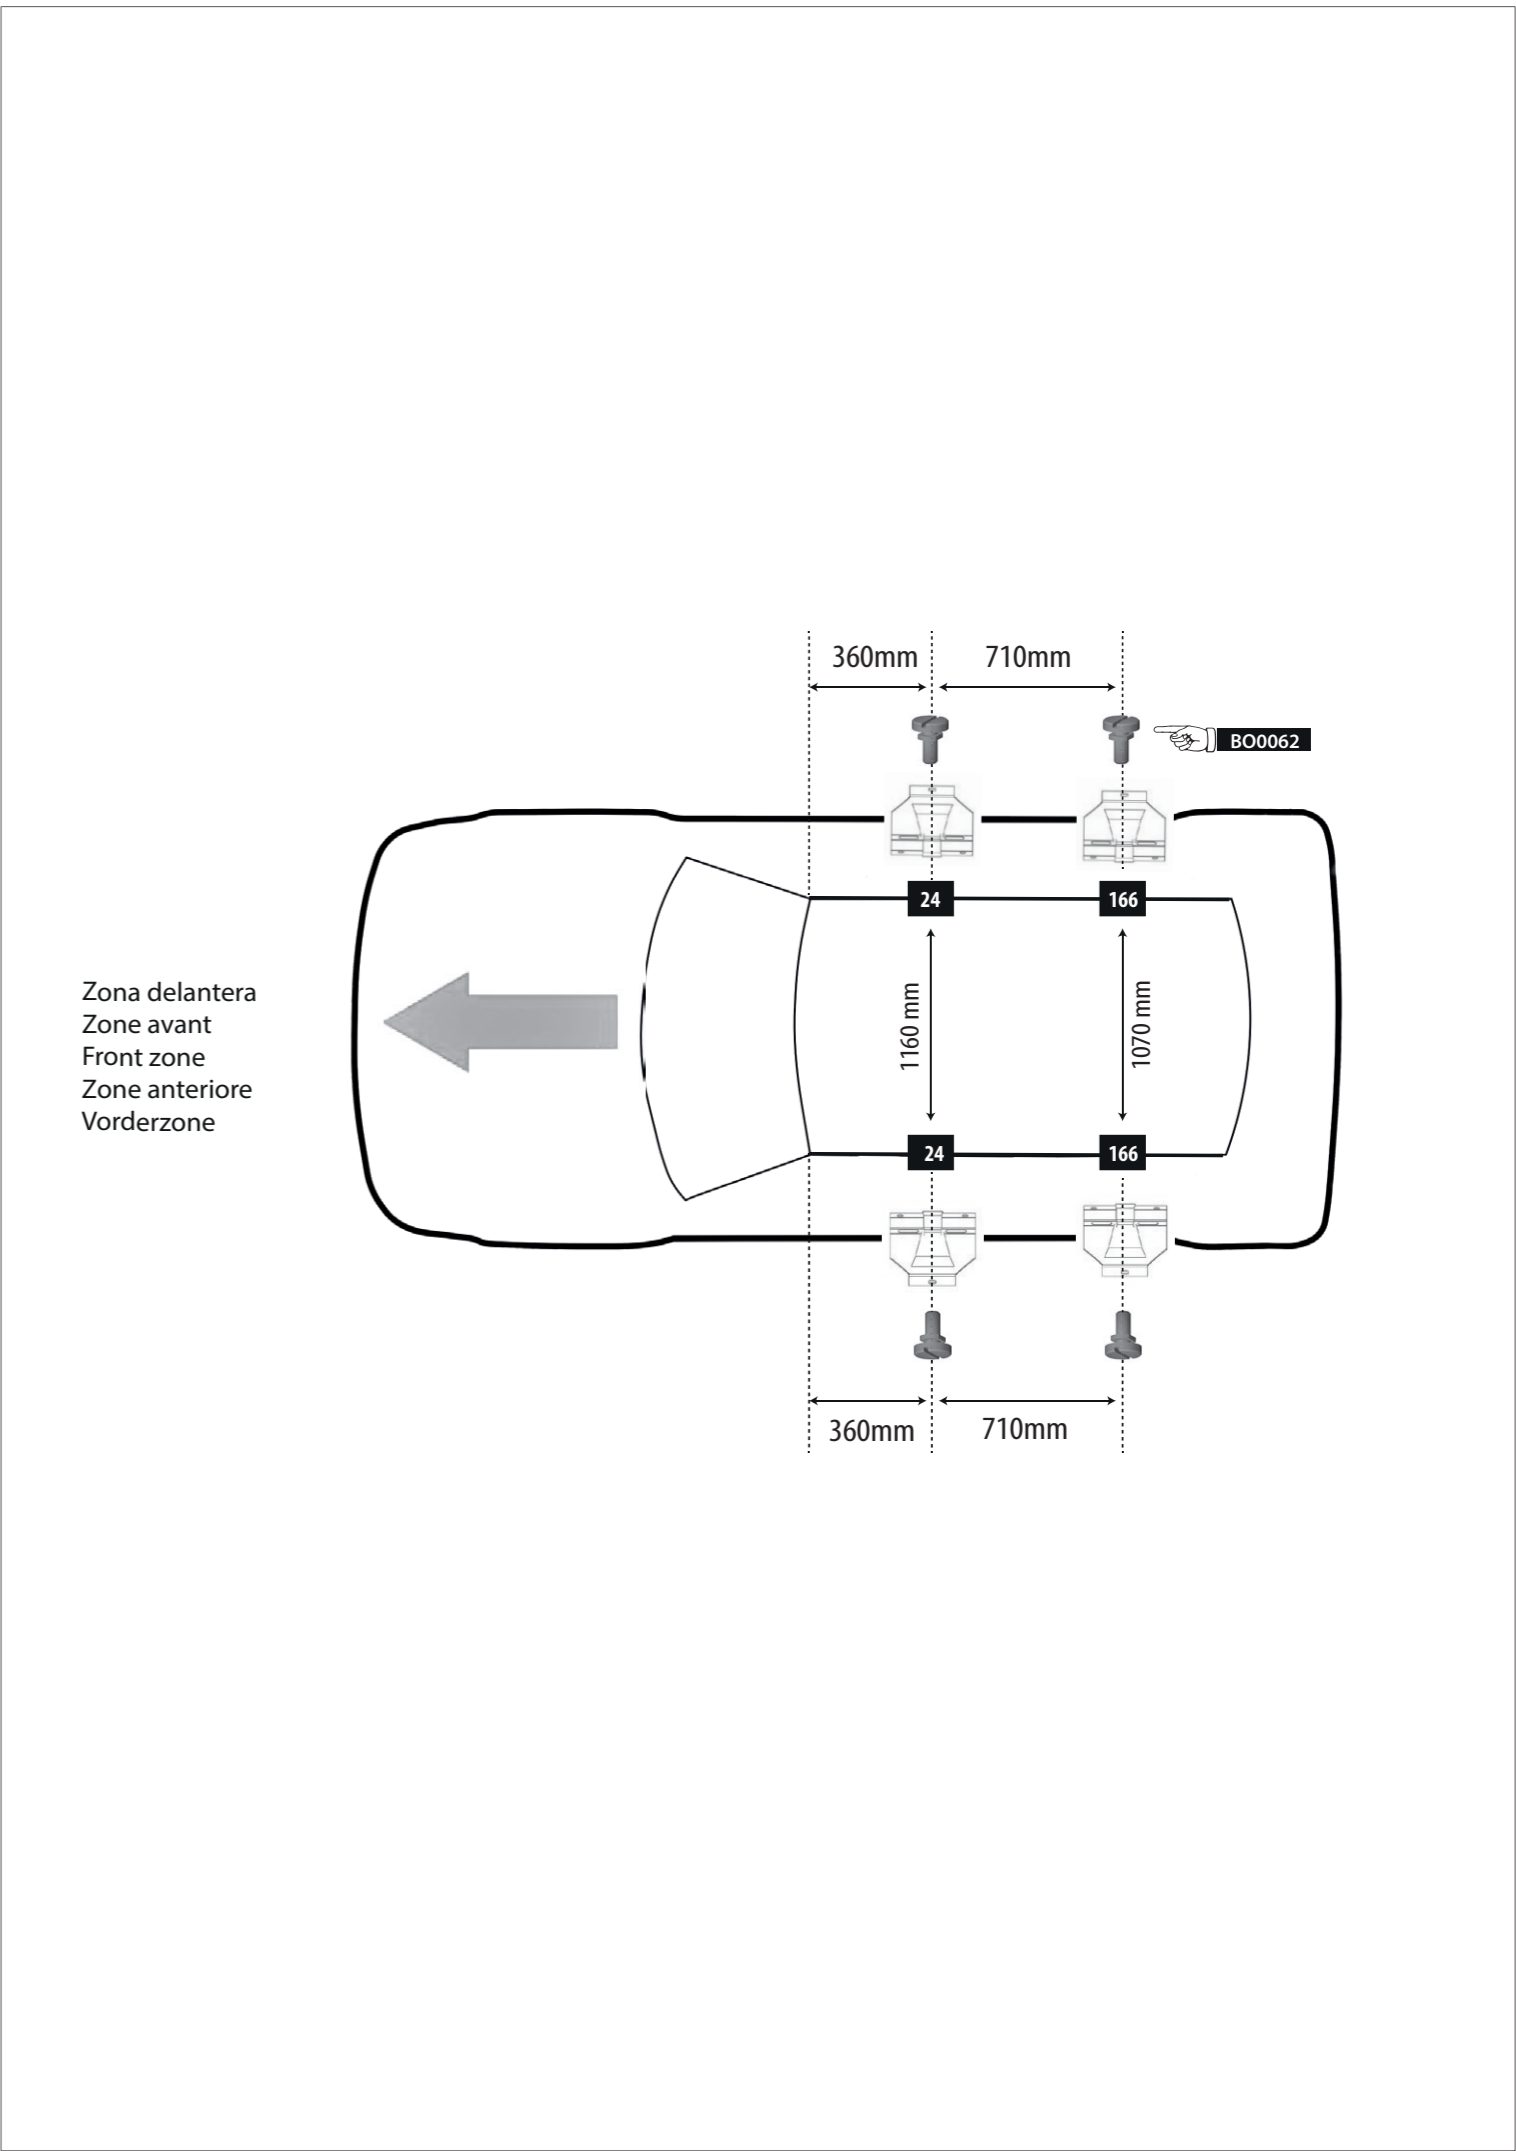 360mm
710mm
BO0062
24
166
Zona delantera
Zone avant
Front zone
Zone anteriore
Vorderzone
1160 mm
1070 mm
24
166
360mm
710mm